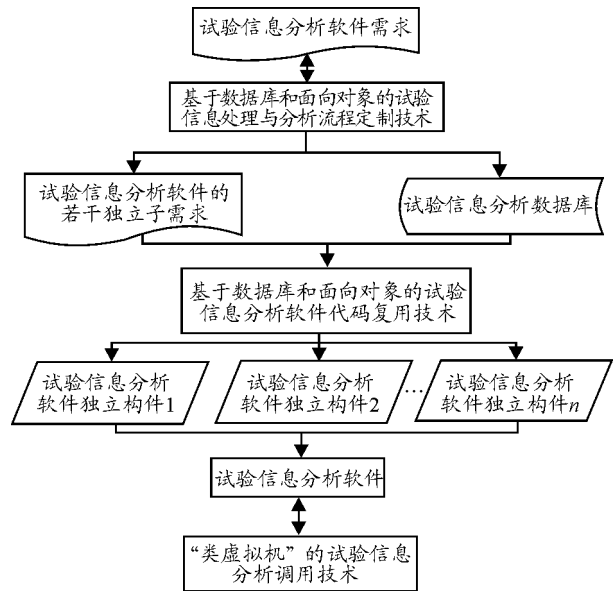 试验信息分析软件需求
基于数据库和面向对象的试验
信息处理与分析流程定制技术
试验信息分析软件的
若干独立子需求
试验信息分析数据库
基于数据库和面向对象的试验
信息分析软件代码复用技术
试验信息分析
软件独立构件1
试验信息分析
软件独立构件2
…
试验信息分析
软件独立构件n
试验信息分析软件
“类虚拟机”的试验信息
分析调用技术